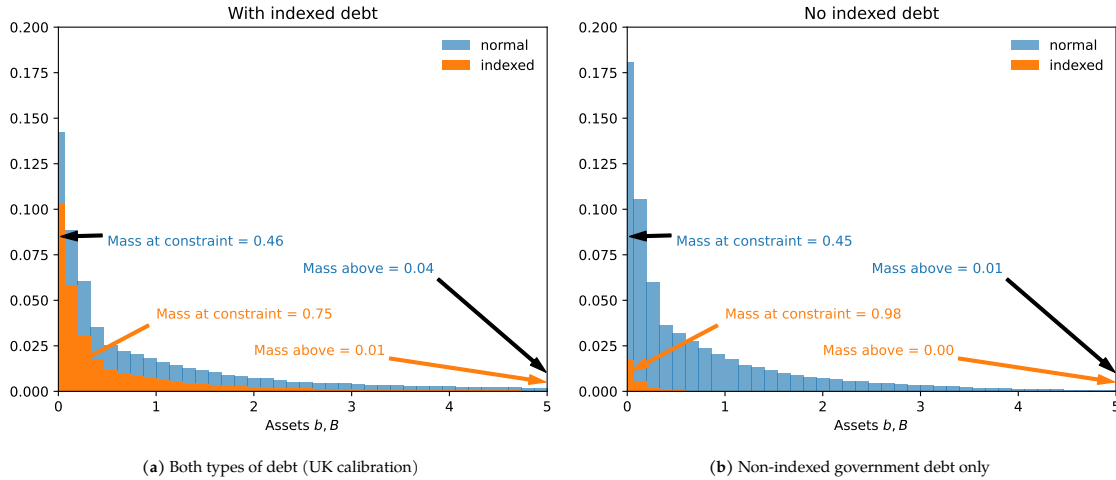 With indexed debt
0.200
0.175
0.150
0.125
0.100
0.075
0.050
0.025
0.000
normal
indexed
Mass at constraint = 0.46
Mass above = 0.04
Mass at constraint = 0.75
Mass above = 0.01
0 1 2 3 4 5
Assets b, B
(a) Both types of debt (UK calibration)
No indexed debt
0.200
0.175
0.150
0.125
0.100
0.075
0.050
0.025
0.000
normal
indexed
Mass at constraint = 0.45
Mass above = 0.01
Mass at constraint = 0.98
Mass above = 0.00
0 1 2 3 4 5
Assets b, B
(b) Non-indexed government debt only